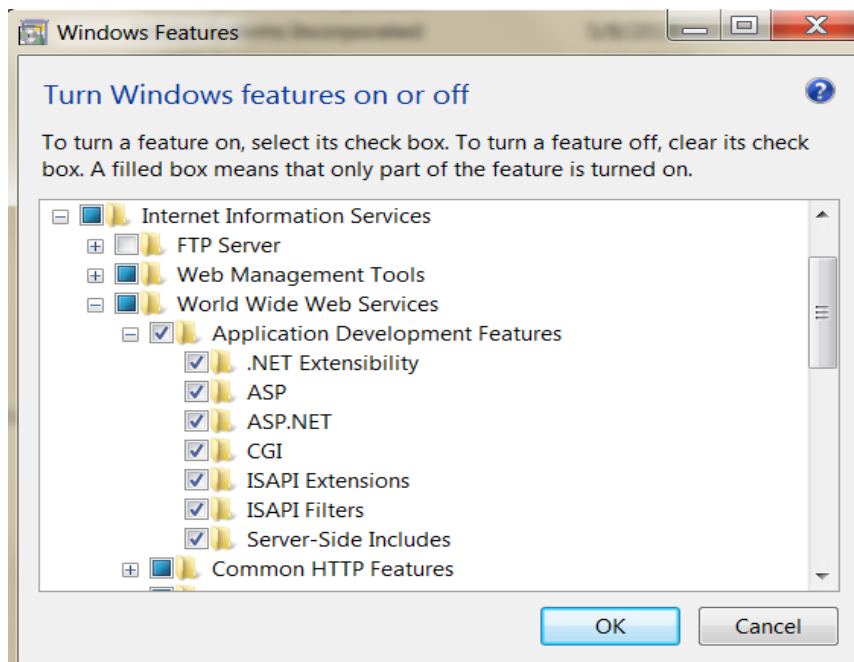 Windows Features
Turn Windows features on or off
To turn a feature on, select its check box. To turn a feature off, clear its check
box. A filled box means that only part of the feature is turned on.
Internet Information Services
FTP Server
Web Management Tools
World Wide Web Services
Application Development Features
.NET Extensibility
ASP
ASP.NET
CGI
ISAPI Extensions
ISAPI Filters
Server-Side Includes
Common HTTP Features
OK Cancel